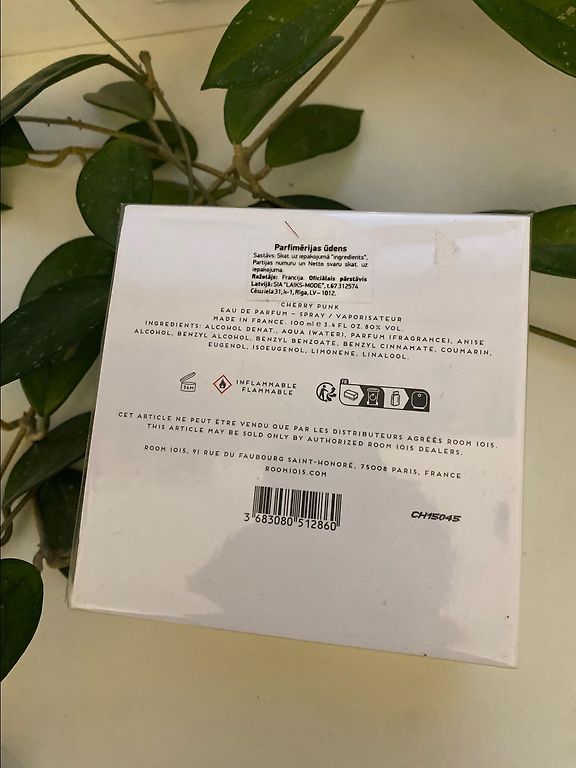 Parfimērijas ūdens
Sastāvs: Skat. uz iepakojumā "ingredients".
Partijas numuru un Netto svaru skat. uz
iepakojuma.
Ražotājs: Francija. Oficiālais pārstāvis
Latvijā: SIA "LAIKS-MODE", t.67 312574
Cēsu iela 31, k-1, Rīga, LV-1012.
CHERRY PUNK
EAU DE PARFUM – SPRAY / VAPORISATEUR
MADE IN FRANCE. 100 ml ℮ 3.4 FL OZ. 80% VOL.
INGREDIENTS: ALCOHOL DENAT., AQUA (WATER), PARFUM (FRAGRANCE), ANISE
ALCOHOL, BENZYL ALCOHOL, BENZYL BENZOATE, BENZYL CINNAMATE, COUMARIN,
EUGENOL, ISOEUGENOL, LIMONENE, LINALOOL.
36M
INFLAMMABLE
FLAMMABLE
CET ARTICLE NE PEUT ÊTRE VENDU QUE PAR LES DISTRIBUTEURS AGRÉÉS ROOM 1015.
THIS ARTICLE MAY BE SOLD ONLY BY AUTHORIZED ROOM 1015 DEALERS.
ROOM 1015, 91 RUE DU FAUBOURG SAINT-HONORÉ, 75008 PARIS, FRANCE
ROOM1015.COM
3 683080 512860
CH15045